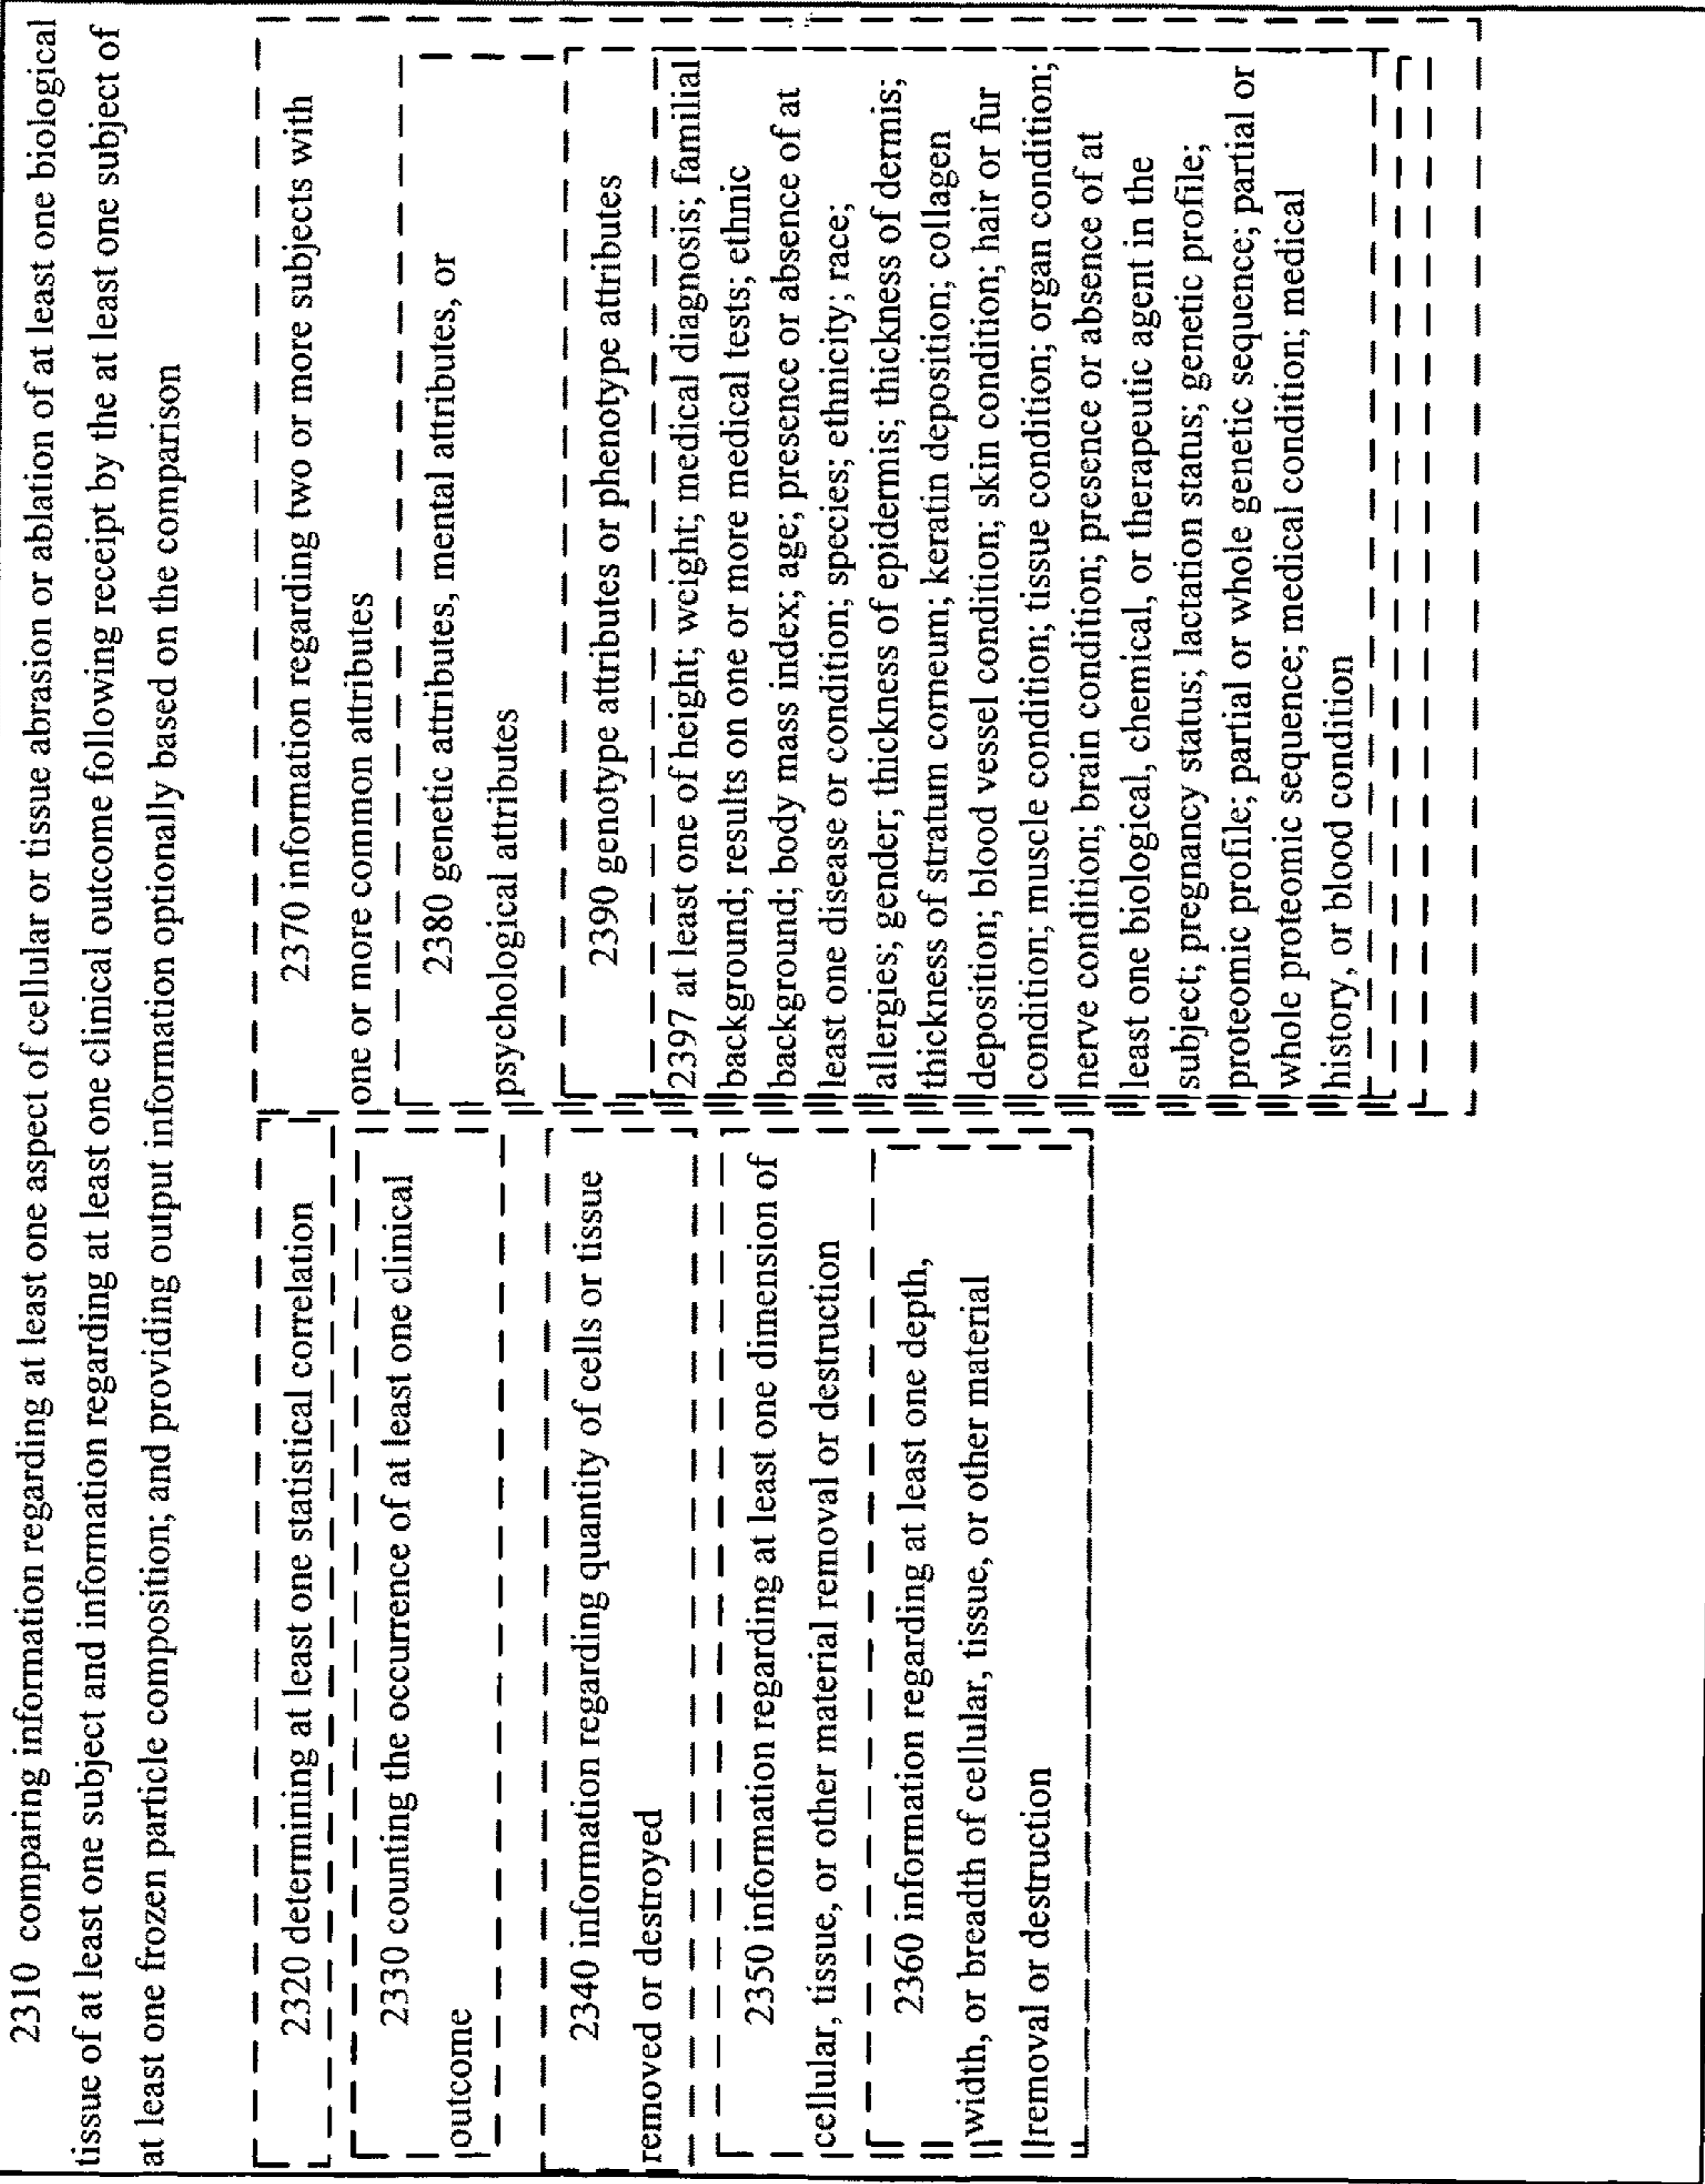 2310 comparing information regarding at least one aspect of cellular or tissue abrasion or ablation of at least one biological
tissue of at least one subject and information regarding at least one clinical outcome following receipt by the at least one subject of
at least one frozen particle composition; and providing output information optionally based on the comparison
2320 determining at least one statistical correlation
2330 counting the occurrence of at least one clinical
outcome
2340 information regarding quantity of cells or tissue
removed or destroyed
2350 information regarding at least one dimension of
cellular, tissue, or other material removal or destruction
2360 information regarding at least one depth,
width, or breadth of cellular, tissue, or other material
removal or destruction
2370 information regarding two or more subjects with
one or more common attributes
2380 genetic attributes, mental attributes, or
psychological attributes
2390 genotype attributes or phenotype attributes
2397 at least one of height; weight; medical diagnosis; familial
background; results on one or more medical tests; ethnic
background; body mass index; age; presence or absence of at
least one disease or condition; species; ethnicity; race;
allergies; gender; thickness of epidermis; thickness of dermis;
thickness of stratum corneum; keratin deposition; collagen
deposition; blood vessel condition; skin condition; hair or fur
condition; muscle condition; tissue condition; organ condition;
nerve condition; brain condition; presence or absence of at
least one biological, chemical, or therapeutic agent in the
subject; pregnancy status; lactation status; genetic profile;
proteomic profile; partial or whole genetic sequence; partial or
whole proteomic sequence; medical condition; medical
history, or blood condition